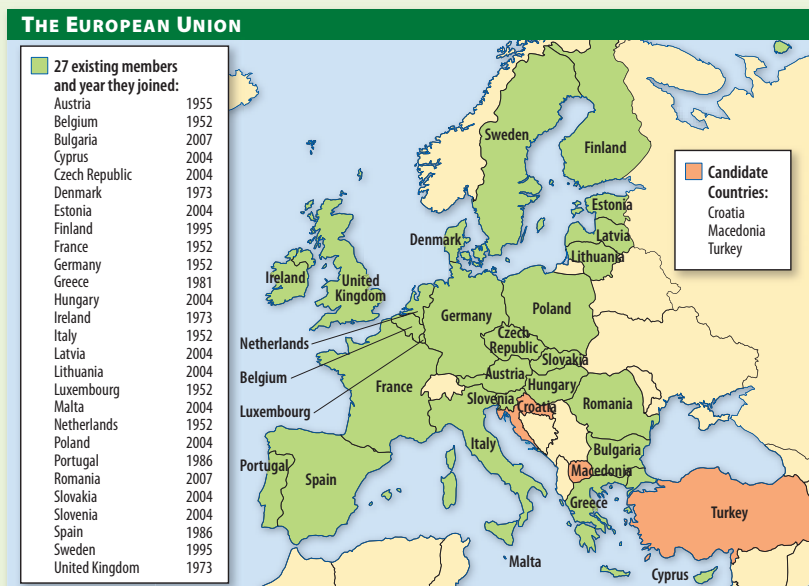 THE EUROPEAN UNION
27 existing members
and year they joined:
Austria 1955
Belgium 1952
Bulgaria 2007
Cyprus 2004
Czech Republic 2004
Denmark 1973
Estonia 2004
Finland 1995
France 1952
Germany 1952
Greece 1981
Hungary 2004
Ireland 1973
Italy 1952
Latvia 2004
Lithuania 2004
Luxembourg 1952
Malta 2004
Netherlands 1952
Poland 2004
Portugal 1986
Romania 2007
Slovakia 2004
Slovenia 2004
Spain 1986
Sweden 1995
United Kingdom 1973
Candidate
Countries:
Croatia
Macedonia
Turkey
Sweden
Finland
Estonia
Latvia
Lithuania
Denmark
Ireland
United
Kingdom
Netherlands
Belgium
Luxembourg
Germany
Poland
Czech
Republic
Slovakia
Austria
Hungary
France
Slovenia
Croatia
Romania
Italy
Bulgaria
Portugal
Spain
Macedonia
Greece
Turkey
Malta
Cyprus